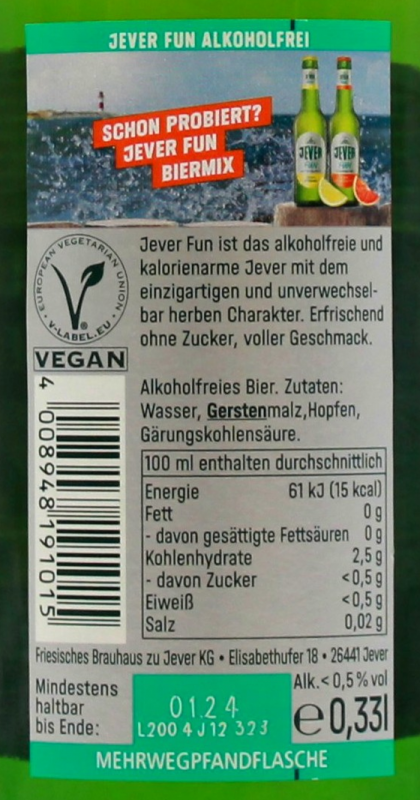 JEVER FUN ALKOHOLFREI
SCHON PROBIERT?
JEVER FUN
BIERMIX
JEVER JEVER
EUROPEAN VEGETARIAN UNION
V-LABEL.EU
VEGAN
Jever Fun ist das alkoholfreie und
kalorienarme Jever mit dem
einzigartigen und unverwechsel-
bar herben Charakter. Erfrischend
ohne Zucker, voller Geschmack.
Alkoholfreies Bier. Zutaten:
Wasser, Gerstenmalz,Hopfen,
Gärungskohlensäure.
4 008948 191015
100 ml enthalten durchschnittlich
Energie 61 kJ (15 kcal)
Fett 0 g
- davon gesättigte Fettsäuren 0 g
Kohlenhydrate 2,5 g
- davon Zucker <0,5 g
Eiweiß <0,5 g
Salz 0,02 g
Friesisches Brauhaus zu Jever KG • Elisabethufer 18 • 26441 Jever
Mindestens
haltbar
bis Ende:
01.24
L200 4 J12 323
Alk.< 0,5 % vol
e 0,33l
MEHRWEGPFANDFLASCHE